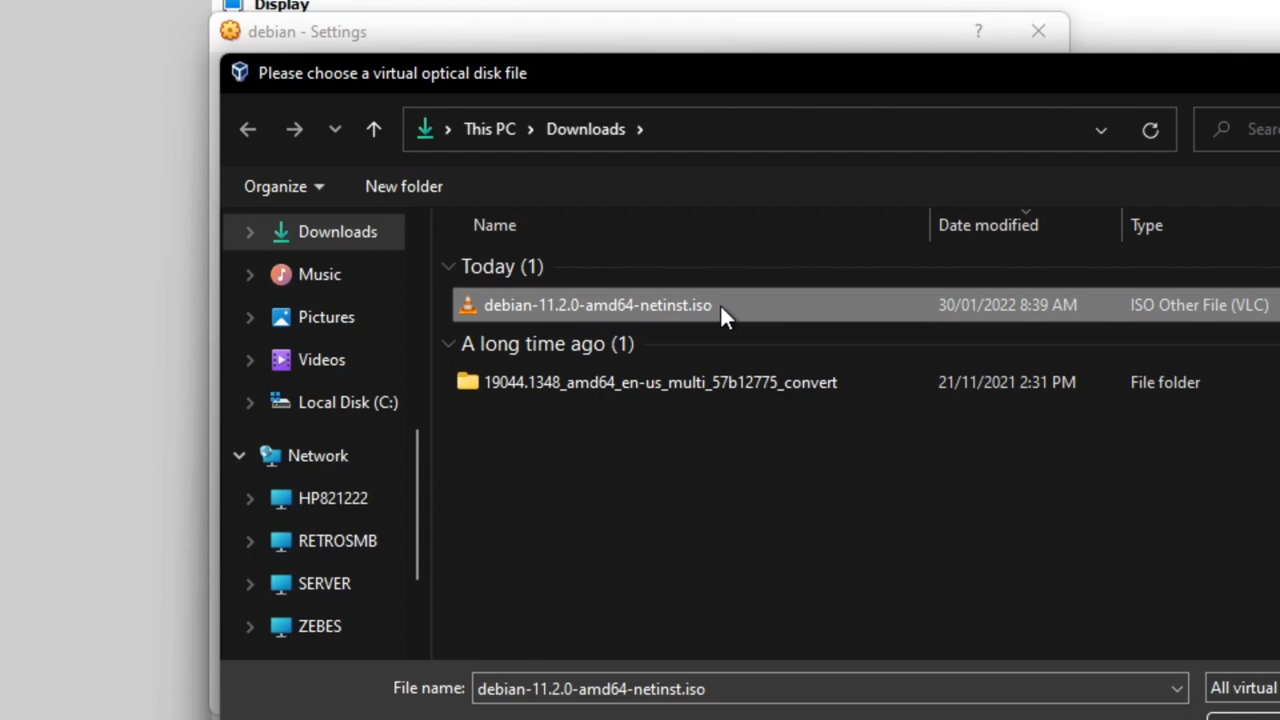 Display
debian - Settings
?
Please choose a virtual optical disk file
This PC > Downloads >
Organize
New folder
Name
Date modified
Type
Downloads
Music
Pictures
Videos
Local Disk (C:)
Network
HP821222
RETROSMB
SERVER
ZEBES
Today (1)
debian-11.2.0-amd64-netinst.iso 30/01/2022 8:39 AM ISO Other File (VLC)
A long time ago (1)
19044.1348_amd64_en-us_multi_57b12775_convert 21/11/2021 2:31 PM File folder
File name: debian-11.2.0-amd64-netinst.iso
All virtual